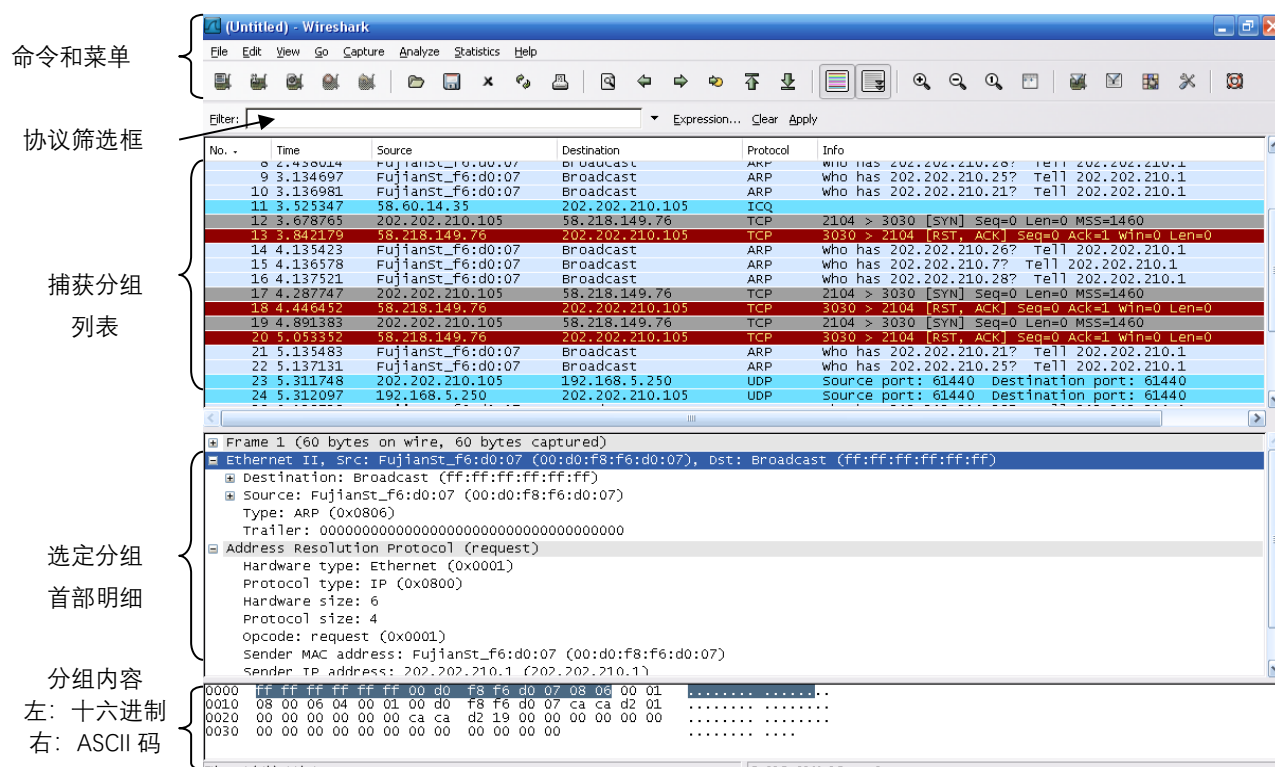 命令和菜单
协议筛选框
捕获分组
列表
选定分组
首部明细
分组内容
左：十六进制
右：ASCII 码
(Untitled) - Wireshark
File Edit View Go Capture Analyze Statistics Help
Filter: Expression... Clear Apply
No. Time Source Destination Protocol Info
8 2.438014 FujianSt_f6:d0:07 Broadcast ARP who has 202.202.210.28? Tell 202.202.210.1
9 3.134697 FujianSt_f6:d0:07 Broadcast ARP who has 202.202.210.25? Tell 202.202.210.1
10 3.136981 FujianSt_f6:d0:07 Broadcast ARP who has 202.202.210.21? Tell 202.202.210.1
11 3.525347 58.60.14.35 202.202.210.105 ICQ
12 3.678765 202.202.210.105 58.218.149.76 TCP 2104 > 3030 [SYN] Seq=0 Len=0 MSS=1460
13 3.842179 58.218.149.76 202.202.210.105 TCP 3030 > 2104 [RST, ACK] Seq=0 Ack=1 Win=0 Len=0
14 4.135423 FujianSt_f6:d0:07 Broadcast ARP who has 202.202.210.26? Tell 202.202.210.1
15 4.136578 FujianSt_f6:d0:07 Broadcast ARP who has 202.202.210.7? Tell 202.202.210.1
16 4.137521 FujianSt_f6:d0:07 Broadcast ARP who has 202.202.210.28? Tell 202.202.210.1
17 4.287747 202.202.210.105 58.218.149.76 TCP 2104 > 3030 [SYN] Seq=0 Len=0 MSS=1460
18 4.446452 58.218.149.76 202.202.210.105 TCP 3030 > 2104 [RST, ACK] Seq=0 Ack=1 Win=0 Len=0
19 4.891383 202.202.210.105 58.218.149.76 TCP 2104 > 3030 [SYN] Seq=0 Len=0 MSS=1460
20 5.053352 58.218.149.76 202.202.210.105 TCP 3030 > 2104 [RST, ACK] Seq=0 Ack=1 Win=0 Len=0
21 5.135483 FujianSt_f6:d0:07 Broadcast ARP who has 202.202.210.21? Tell 202.202.210.1
22 5.137131 FujianSt_f6:d0:07 Broadcast ARP who has 202.202.210.25? Tell 202.202.210.1
23 5.311748 202.202.210.105 192.168.5.250 UDP Source port: 61440 Destination port: 61440
24 5.312097 192.168.5.250 202.202.210.105 UDP Source port: 61440 Destination port: 61440
Frame 1 (60 bytes on wire, 60 bytes captured)
Ethernet II, Src: FujianSt_f6:d0:07 (00:d0:f8:f6:d0:07), Dst: Broadcast (ff:ff:ff:ff:ff:ff)
Destination: Broadcast (ff:ff:ff:ff:ff:ff)
Source: FujianSt_f6:d0:07 (00:d0:f8:f6:d0:07)
Type: ARP (0x0806)
Trailer: 000000000000000000000000000000000000
Address Resolution Protocol (request)
Hardware type: Ethernet (0x0001)
Protocol type: IP (0x0800)
Hardware size: 6
Protocol size: 4
Opcode: request (0x0001)
Sender MAC address: FujianSt_f6:d0:07 (00:d0:f8:f6:d0:07)
Sender IP address: 202.202.210.1 (202.202.210.1)
0000 ff ff ff ff ff ff 00 d0 f8 f6 d0 07 08 06 00 01 ........ ........
0010 08 00 06 04 00 01 00 d0 f8 f6 d0 07 ca ca d2 01 ........ ........
0020 00 00 00 00 00 00 ca ca d2 19 00 00 00 00 00 00 ........ ........
0030 00 00 00 00 00 00 00 00 00 00 00 00 ........ ....